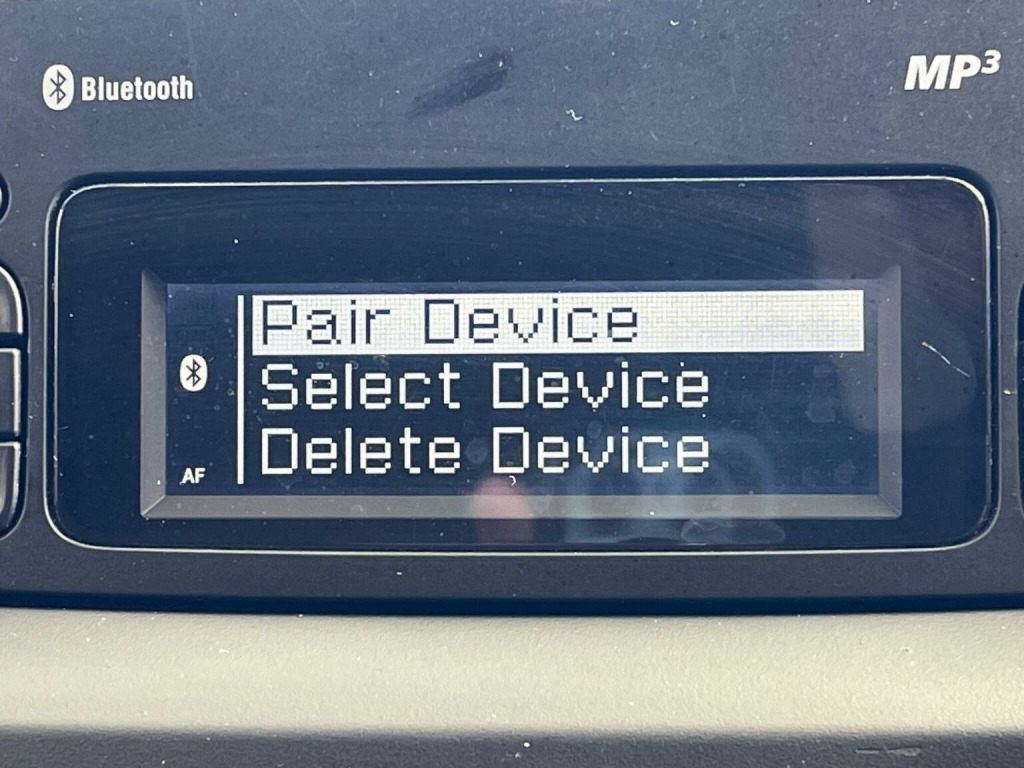 Bluetooth
MP3
Pair Device
Select Device
Delete Device
AF